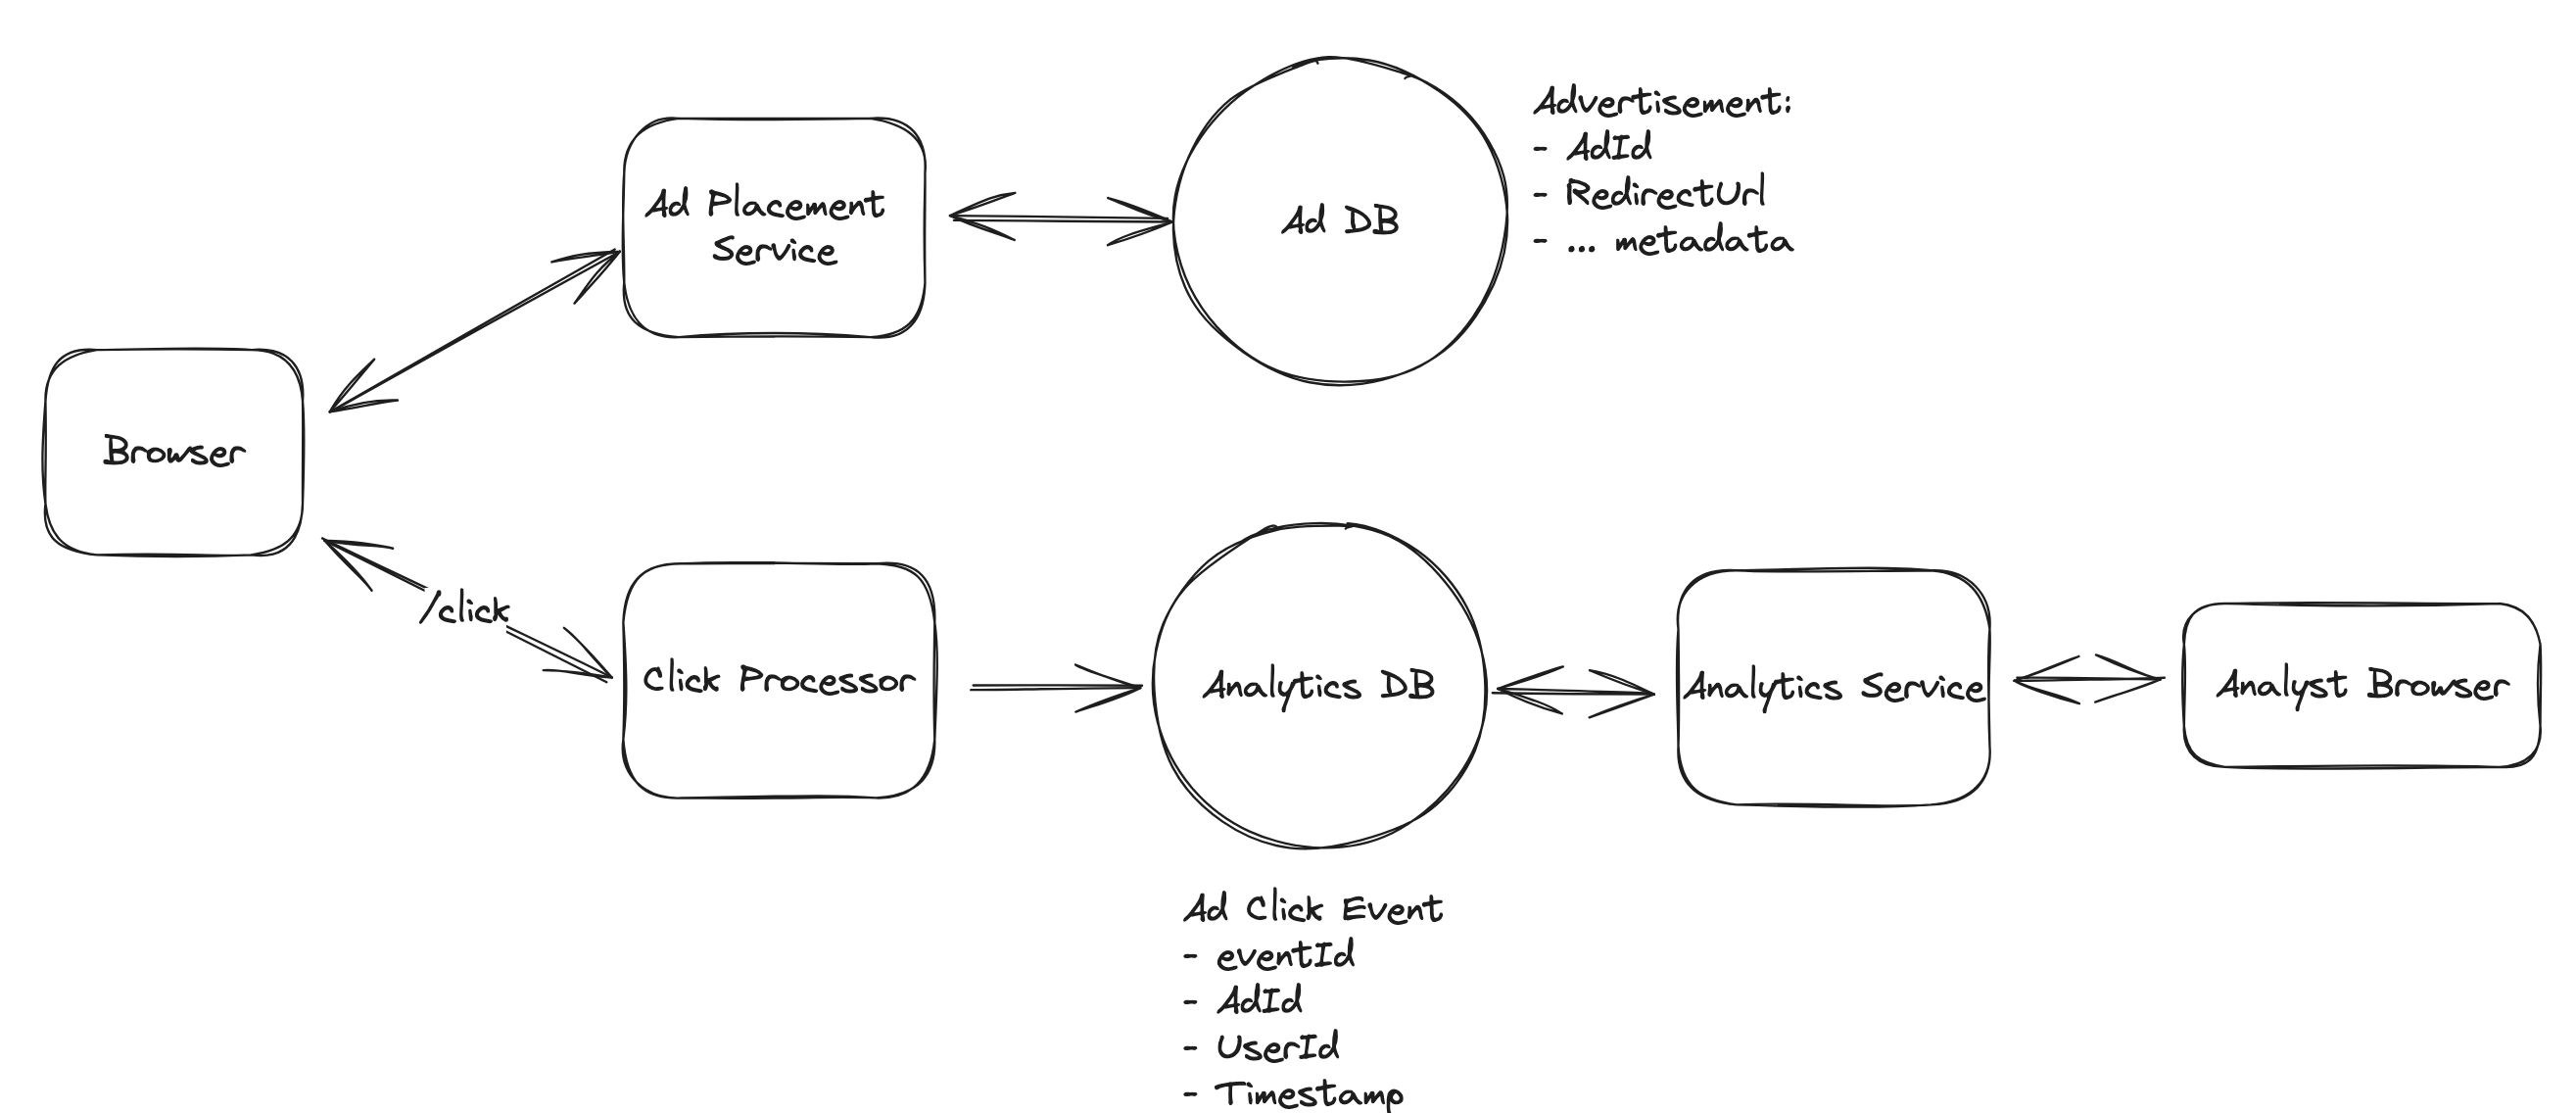 Advertisement:
- AdId
- RedirectUrl
- ... metadata
Ad Placement
Service
Ad DB
Browser
/click
Click Processor
Analytics DB
Analytics Service
Analyst Browser
Ad Click Event
- eventId
- AdId
- UserId
- Timestamp